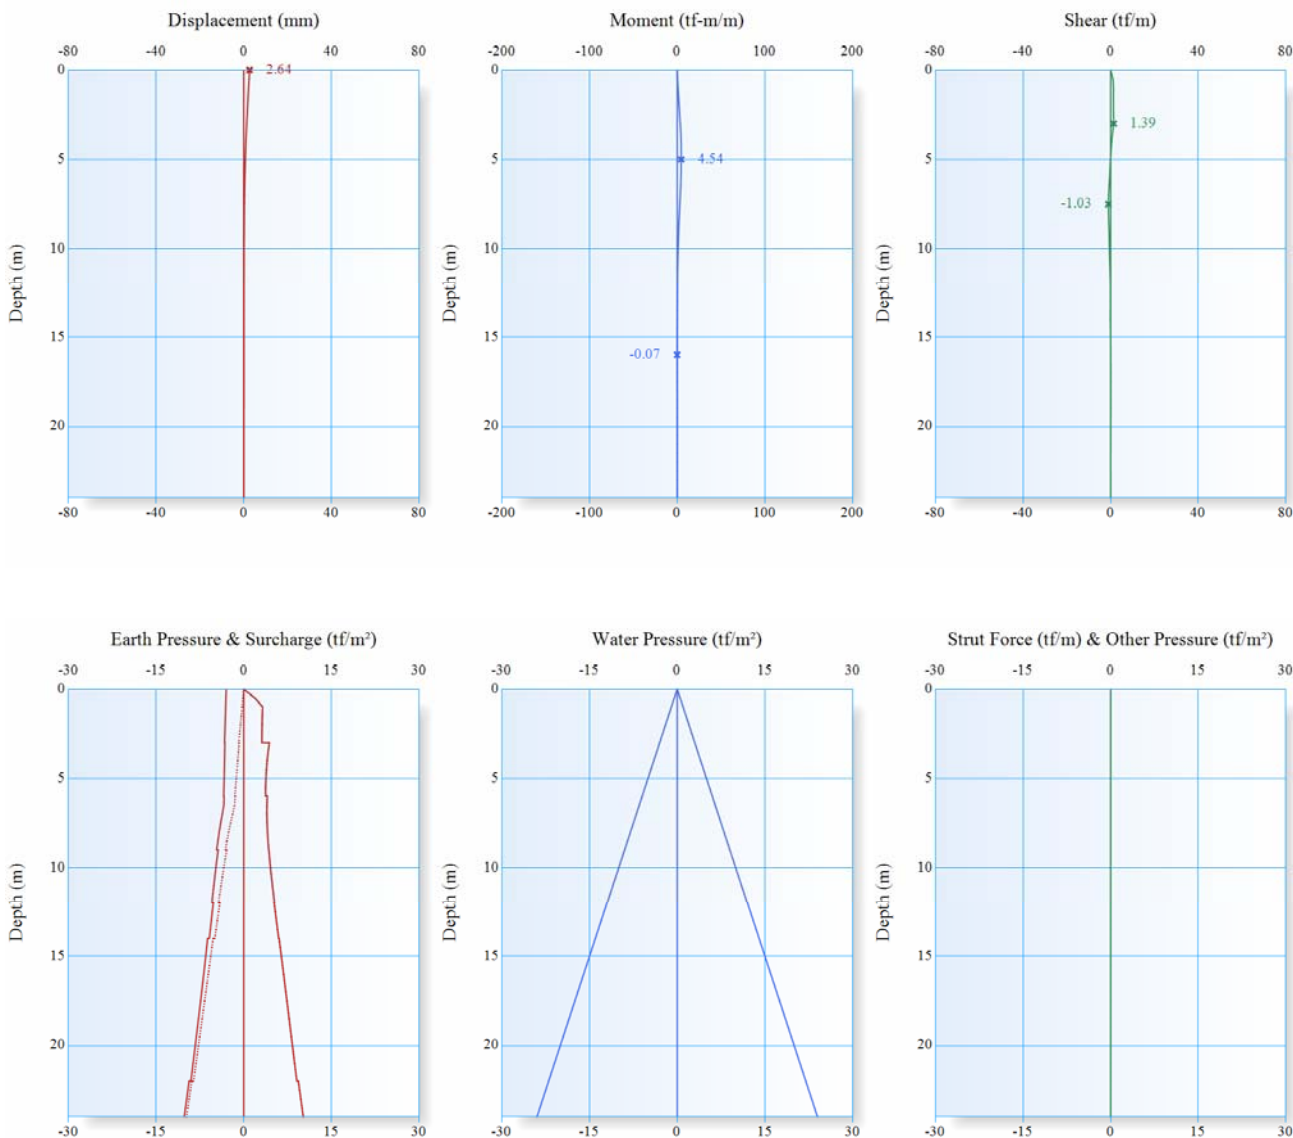 Displacement (mm) Moment (tf-m/m) Shear (tf/m)
-80 -40 0 40 80 -200 -100 0 100 200 -80 -40 0 40 80
0 2.64 0 0
1.39
5 5 4.54 5
-1.03
10 10 10
Depth (m) Depth (m) Depth (m)
15 15 15
-0.07
20 20 20
-80 -40 0 40 80 -200 -100 0 100 200 -80 -40 0 40 80
Earth Pressure & Surcharge (tf/m²) Water Pressure (tf/m²) Strut Force (tf/m) & Other Pressure (tf/m²)
-30 -15 0 15 30 -30 -15 0 15 30 -30 -15 0 15 30
0 0 0
5 5 5
10 10 10
Depth (m) Depth (m) Depth (m)
15 15 15
20 20 20
-30 -15 0 15 30 -30 -15 0 15 30 -30 -15 0 15 30